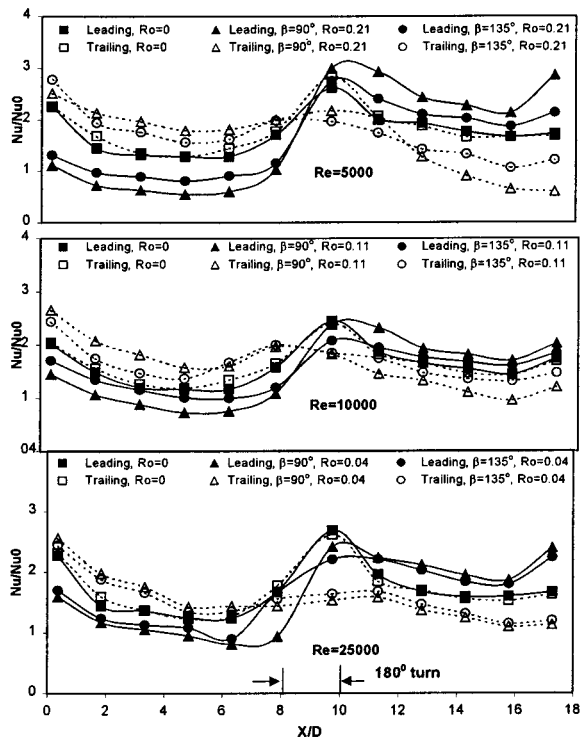 Leading, Ro=0 Leading, β=90°, Ro=0.21 Leading, β=135°, Ro=0.21
Trailing, Ro=0 Trailing, β=90°, Ro=0.21 Trailing, β=135°, Ro=0.21
Nu/Nu0
4
3
2
1
0
Re=5000
Leading, Ro=0 Leading, β=90°, Ro=0.11 Leading, β=135°, Ro=0.11
Trailing, Ro=0 Trailing, β=90°, Ro=0.11 Trailing, β=135°, Ro=0.11
Nu/Nu0
3
2
1
Re=10000
04
Leading, Ro=0 Leading, β=90°, Ro=0.04 Leading, β=135°, Ro=0.04
Trailing, Ro=0 Trailing, β=90°, Ro=0.04 Trailing, β=135°, Ro=0.04
Nu/Nu0
3
2
1
0
Re=25000
180⁰ turn
0 2 4 6 8 10 12 14 16 18
X/D